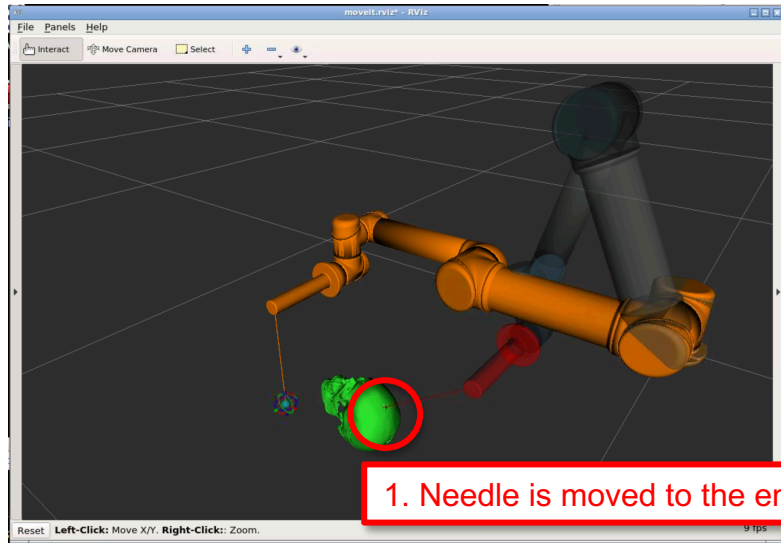 moveit.rviz* - RViz
File Panels Help
Interact Move Camera Select
1. Needle is moved to the
Reset Left-Click: Move X/Y. Right-Click:: Zoom.
9 fps